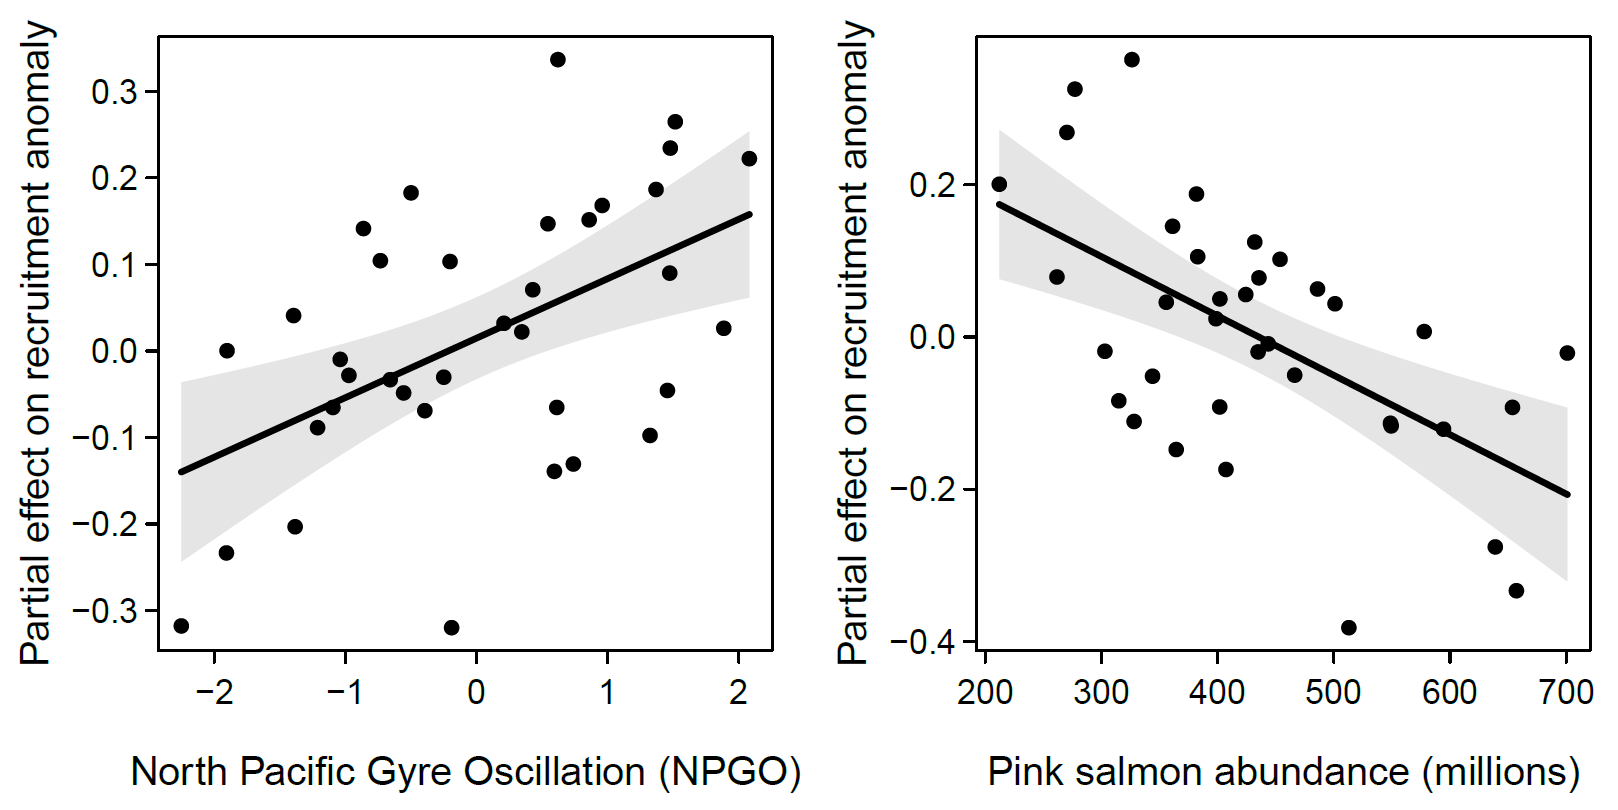 Partial effect on recruitment anomaly
0.3
0.2
0.1
0.0
−0.1
−0.2
−0.3
−2 −1 0 1 2
North Pacific Gyre Oscillation (NPGO)
Partial effect on recruitment anomaly
0.2
0.0
−0.2
−0.4
200 300 400 500 600 700
Pink salmon abundance (millions)